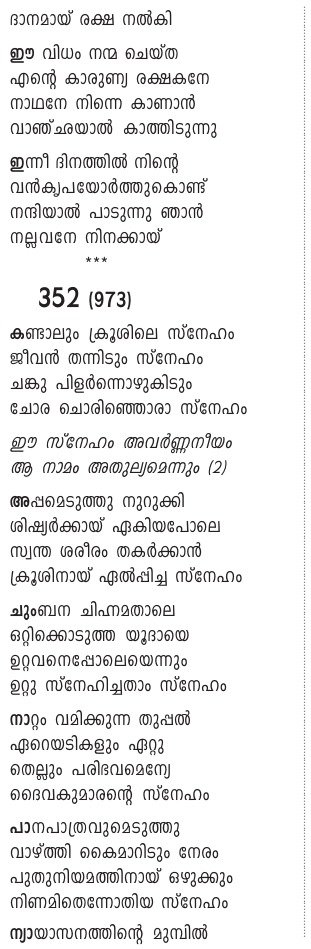 ദാനമായ് രക്ഷ നൽകി
ഈ വിധം നന്മ ചെയ്ത
എന്റെ കാരുണ്യ രക്ഷകനേ
നാഥനേ നിന്നെ കാണാൻ
വാഞ്ഛയാൽ കാത്തിടുന്നു
ഇന്നീ ദിനത്തിൽ നിന്റെ
വൻകൃപയോർത്തുകൊണ്ട്
നന്ദിയാൽ പാടുന്നു ഞാൻ
നല്ലവനേ നിനക്കായ്
***
352 (973)
കണ്ടാലും ക്രൂശിലെ സ്നേഹം
ജീവൻ തന്നിടും സ്നേഹം
ചങ്കു പിളർന്നൊഴുകിടും
ചോര ചൊരിഞ്ഞൊരാ സ്നേഹം
ഈ സ്നേഹം അവർണ്ണനീയം
ആ നാമം അതുല്യമെന്നും (2)
അപ്പമെടുത്തു നുറുക്കി
ശിഷ്യർക്കായ് ഏകിയപോലെ
സ്വന്ത ശരീരം തകർക്കാൻ
ക്രൂശിനായ് ഏൽപ്പിച്ച സ്നേഹം
ചുംബന ചിഹ്നമതാലെ
ഒറ്റിക്കൊടുത്ത യൂദായെ
ഉറ്റവനെപ്പോലെയെന്നും
ഉറ്റു സ്നേഹിച്ചതാം സ്നേഹം
നാറ്റം വമിക്കുന്ന തുപ്പൽ
ഏറെയടികളും ഏറ്റു
തെല്ലും പരിഭവമെന്യേ
ദൈവകുമാരന്റെ സ്നേഹം
പാനപാത്രവുമെടുത്തു
വാഴ്ത്തി കൈമാറിടും നേരം
പുതുനിയമത്തിനായ് ഒഴുക്കും
നിണമിതെന്നോതിയ സ്നേഹം
ന്യായാസനത്തിന്റെ മുമ്പിൽ